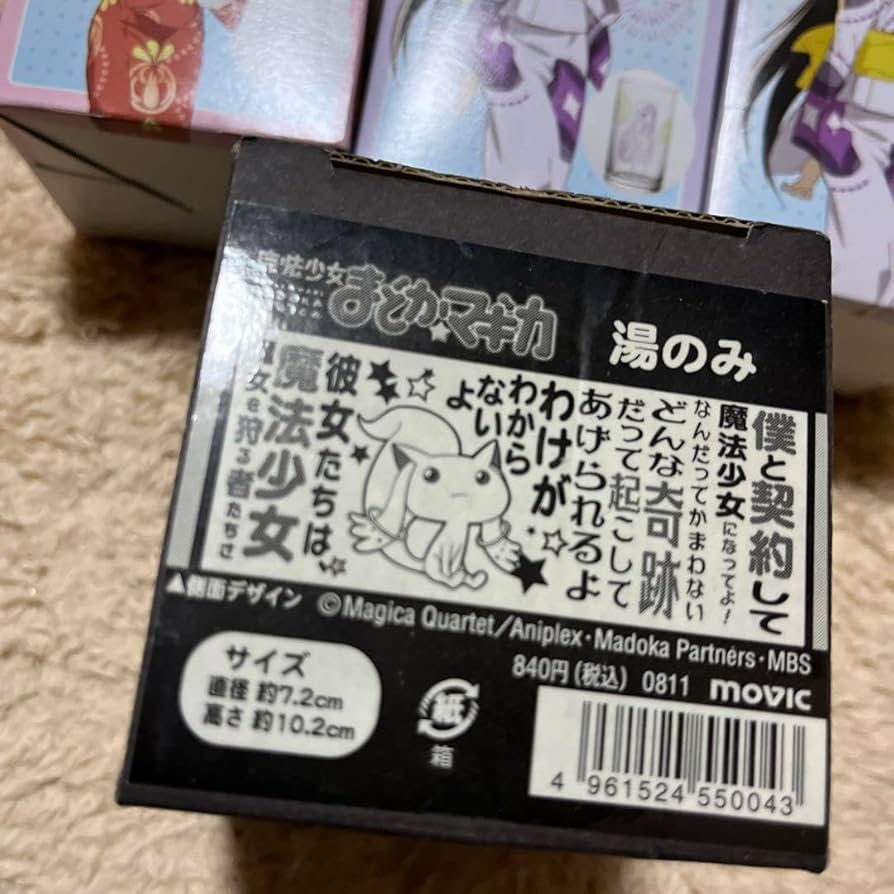 魔法少女
まどか☆マギカ
湯のみ
僕と契約して
魔法少女になってよ!
なんだってかまわない
どんな奇跡
だって起こして
あげられるよ
わけが
わから
ない
よ
彼女たちは、
魔法少女
魔女を狩る者たちさ
▲側面デザイン
©Magica Quartet/Aniplex・Madoka Partners・MBS
840円(税込) 0811 movic
サイズ
直径 約7.2cm
高さ 約10.2cm
紙
箱
4 961524 550043